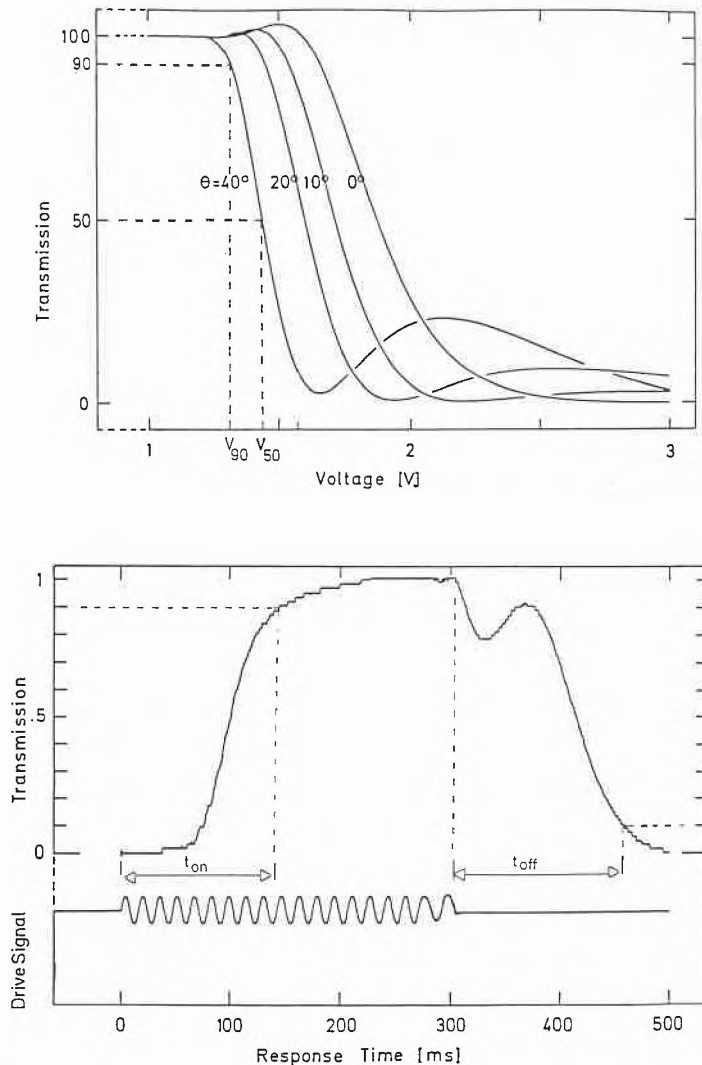 100
90
θ=40° 20° 10° 0°
50
0
Transmission
1 V90 V50 2 3
Voltage [V]
1
.5
0
Transmission
ton toff
Drive Signal
0 100 200 300 400 500
Response Time [ms]